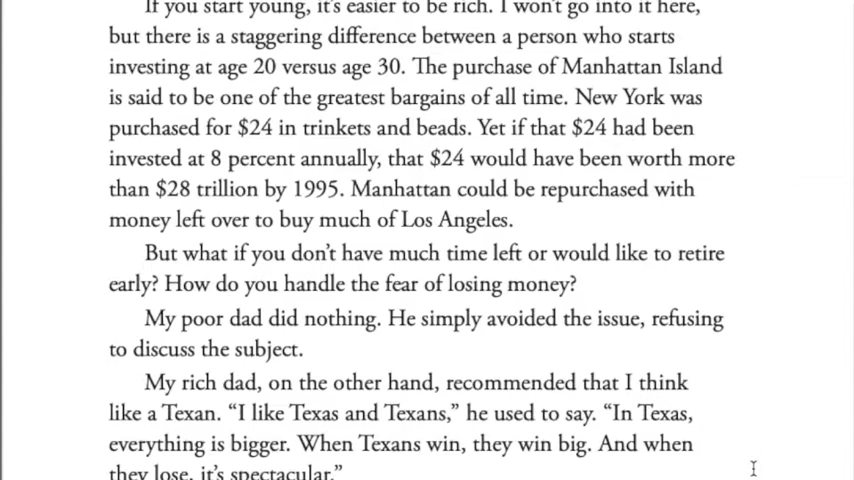 If you start young, it's easier to be rich. I won't go into it here,
but there is a staggering difference between a person who starts
investing at age 20 versus age 30. The purchase of Manhattan Island
is said to be one of the greatest bargains of all time. New York was
purchased for $24 in trinkets and beads. Yet if that $24 had been
invested at 8 percent annually, that $24 would have been worth more
than $28 trillion by 1995. Manhattan could be repurchased with
money left over to buy much of Los Angeles.
But what if you don't have much time left or would like to retire
early? How do you handle the fear of losing money?
My poor dad did nothing. He simply avoided the issue, refusing
to discuss the subject.
My rich dad, on the other hand, recommended that I think
like a Texan. “I like Texas and Texans,” he used to say. “In Texas,
everything is bigger. When Texans win, they win big. And when
they lose, it's spectacular.”